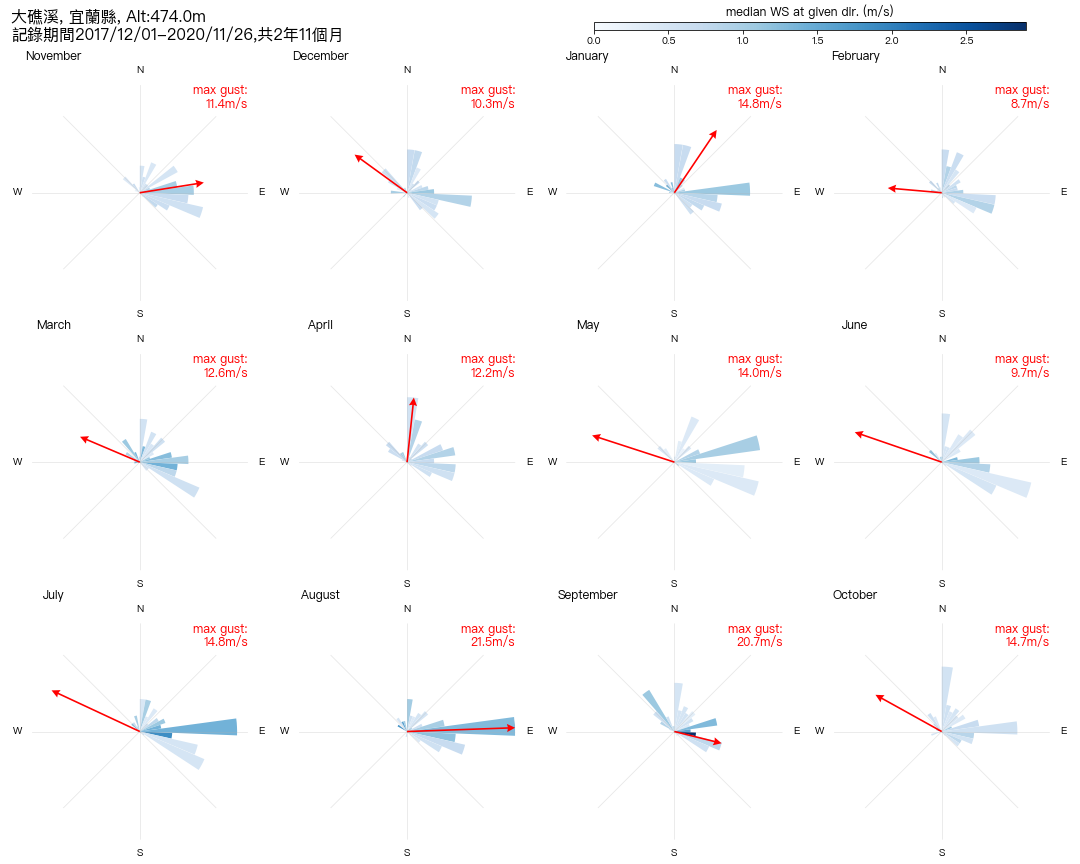 大礁溪, 宜蘭縣, Alt:474.0m
記錄期間2017/12/01−2020/11/26,共2年11個月
median WS at given dir. (m/s)
0.0 0.5 1.0 1.5 2.0 2.5
November
N
max gust:
11.4m/s
W E
S
December
N
max gust:
10.3m/s
W E
January
N
max gust:
14.8m/s
W E
S
February
N
max gust:
8.7m/s
W E
March
N
max gust:
12.6m/s
W E
S
April
N
max gust:
12.2m/s
W E
S
May
N
max gust:
14.0m/s
W E
S
June
N
max gust:
9.7m/s
W E
S
July
N
max gust:
14.8m/s
W E
S
August
N
max gust:
21.5m/s
W E
S
September
N
max gust:
20.7m/s
W E
S
October
N
max gust:
14.7m/s
W E
S